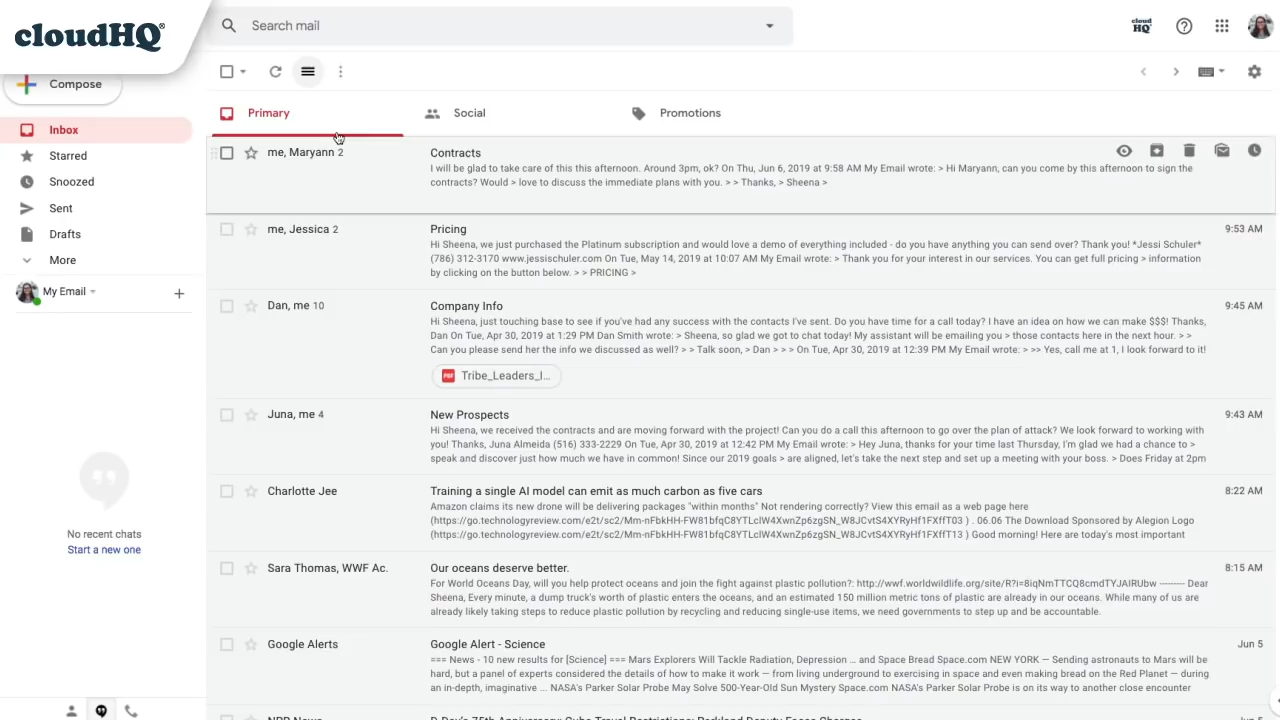 cloudHQ®
Search mail
cloud HQ
Compose
Inbox
Starred
Snoozed
Sent
Drafts
More
My Email
No recent chats
Start a new one
Primary
Social
Promotions
me, Maryann 2
Contracts
I will be glad to take care of this this afternoon. Around 3pm, ok? On Thu, Jun 6, 2019 at 9:58 AM My Email wrote: > Hi Maryann, can you come by this afternoon to sign the
contracts? Would > love to discuss the immediate plans with you. > > Thanks, > Sheena >
me, Jessica 2
Pricing
9:53 AM
Hi Sheena, we just purchased the Platinum subscription and would love a demo of everything included - do you have anything you can send over? Thank you! *Jessi Schuler*
(786) 312-3170 www.jessischuler.com On Tue, May 14, 2019 at 10:07 AM My Email wrote: > Thank you for your interest in our services. You can get full pricing > information
by clicking on the button below. > > PRICING >
Dan, me 10
Company Info
9:45 AM
Hi Sheena, just touching base to see if you've had any success with the contacts I've sent. Do you have time for a call today? I have an idea on how we can make $$$! Thanks,
Dan On Tue, Apr 30, 2019 at 1:29 PM Dan Smith wrote: > Sheena, so glad we got to chat today! My assistant will be emailing you > those contacts here in the next hour. > >
Can you please send her the info we discussed as well? > > Talk soon, > Dan > > > On Tue, Apr 30, 2019 at 12:39 PM My Email wrote: > >> Yes, call me at 1, I look forward to it!
PDF Tribe_Leaders_I...
Juna, me 4
New Prospects
9:43 AM
Hi Sheena, we received the contracts and are moving forward with the project! Can you do a call this afternoon to go over the plan of attack? We look forward to working with
you! Thanks, Juna Almeida (516) 333-2229 On Tue, Apr 30, 2019 at 12:42 PM My Email wrote: > Hey Juna, thanks for your time last Thursday, I'm glad we had a chance to >
speak and discover just how much we have in common! Since our 2019 goals > are aligned, let's take the next step and set up a meeting with your boss. > Does Friday at 2pm
Charlotte Jee
Training a single AI model can emit as much carbon as five cars
8:22 AM
Amazon claims its new drone will be delivering packages "within months" Not rendering correctly? View this email as a web page here
(https://go.technologyreview.com/e2t/sc2/Mm-nFbkHH-FW81bfqC8YTLcIW4XwnZp6zgSN_W8JCvtS4XYRyHf1FXffT03 ) . 06.06 The Download Sponsored by Alegion Logo
(https://go.technologyreview.com/e2t/sc2/Mm-nFbkHH-FW81bfqC8YTLcIW4XwnZp6zgSN_W8JCvtS4XYRyHf1FXffT13 ) Good morning! Here are today's most important
Sara Thomas, WWF Ac.
Our oceans deserve better.
8:15 AM
For World Oceans Day, will you help protect oceans and join the fight against plastic pollution?: http://wwf.worldwildlife.org/site/R?i=8iqNmTTCQ8cmdTYJAIRUbw -------- Dear
Sheena, Every minute, a dump truck's worth of plastic enters the oceans, and an estimated 150 million metric tons of plastic are already in our oceans. While many of us are
already likely taking steps to reduce plastic pollution by recycling and reducing single-use items, we need governments to step up and be accountable.
Google Alerts
Google Alert - Science
Jun 5
=== News - 10 new results for [Science] === Mars Explorers Will Tackle Radiation, Depression ... and Space Bread Space.com NEW YORK — Sending astronauts to Mars will be
hard, but a panel of experts considered the details of how to make it work — from living underground to exercising in space and even making bread on the Red Planet — during
an in-depth, imaginative ... NASA's Parker Solar Probe May Solve 500-Year-Old Sun Mystery Space.com NASA's Parker Solar Probe is on its way to another close encounter